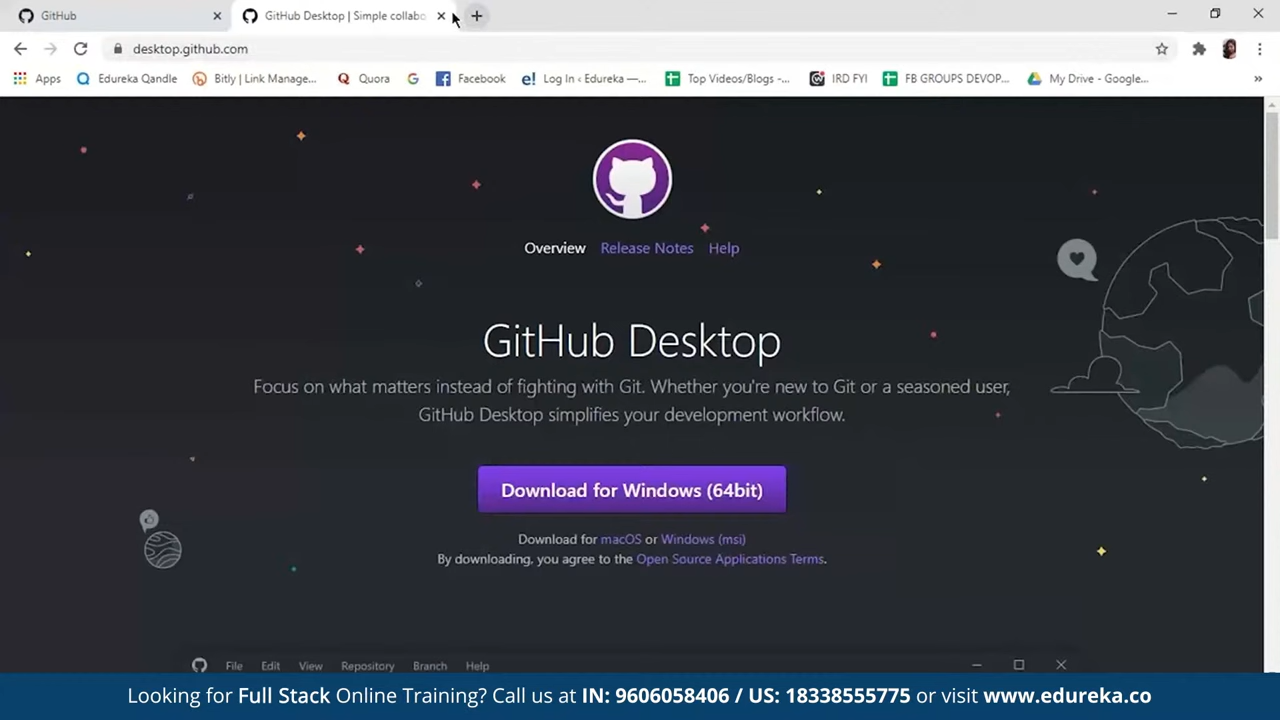 GitHub
GitHub Desktop | Simple collabo
desktop.github.com
Apps
Edureka Qandle
Bitly | Link Manage...
Quora
Facebook
Log In ‹ Edureka —...
Top Videos/Blogs -...
IRD FYI
FB GROUPS DEVOP...
My Drive - Google...
»
Overview Release Notes Help
GitHub Desktop
Focus on what matters instead of fighting with Git. Whether you're new to Git or a seasoned user,
GitHub Desktop simplifies your development workflow.
Download for Windows (64bit)
Download for macOS or Windows (msi)
By downloading, you agree to the Open Source Applications Terms.
File Edit View Repository Branch Help
Looking for Full Stack Online Training? Call us at IN: 9606058406 / US: 18338555775 or visit www.edureka.co